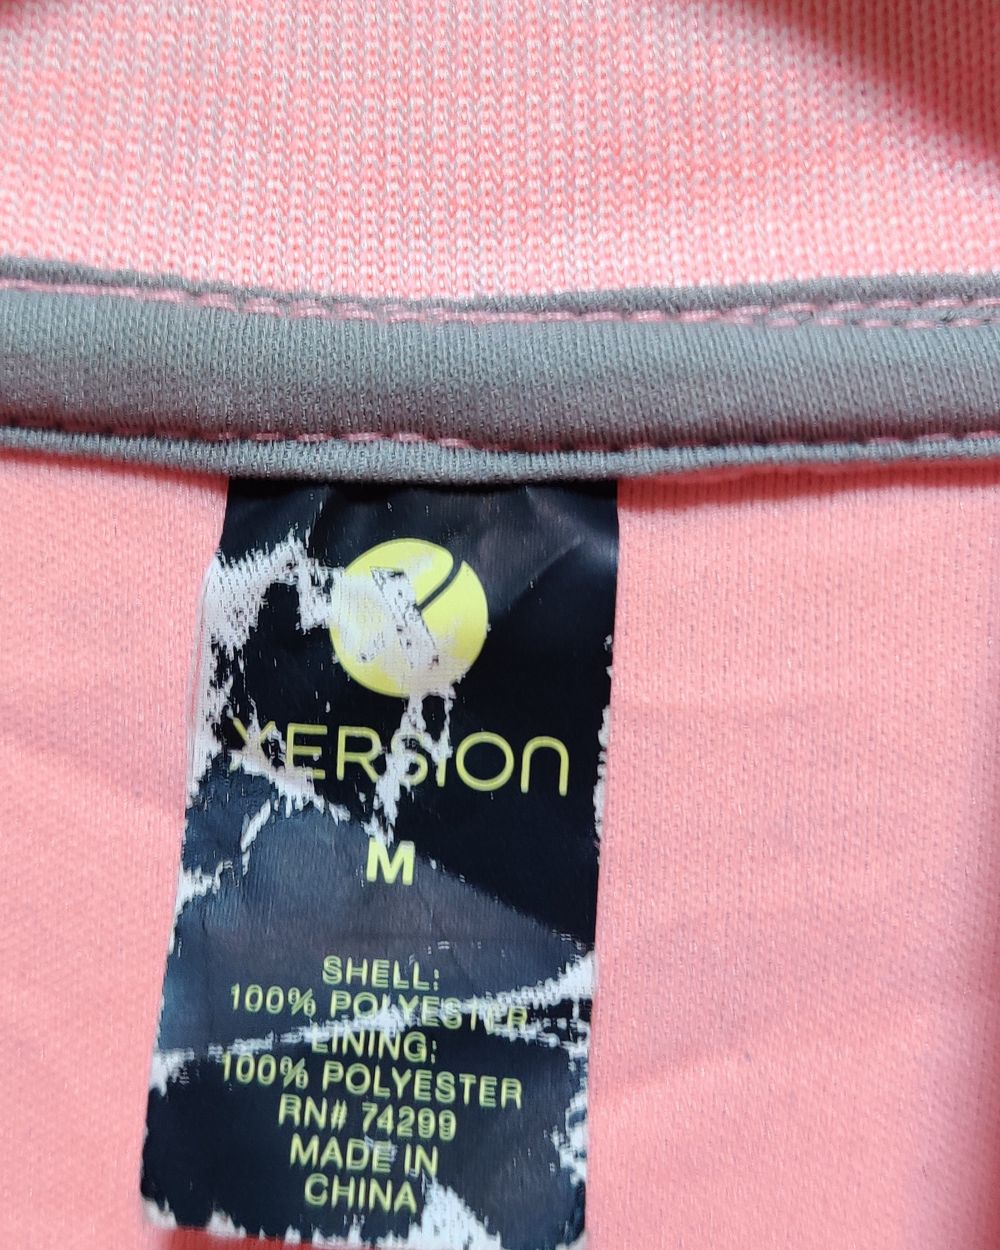 XERSION
M
SHELL:
100% POLYESTER
LINING:
100% POLYESTER
RN# 74299
MADE IN
CHINA